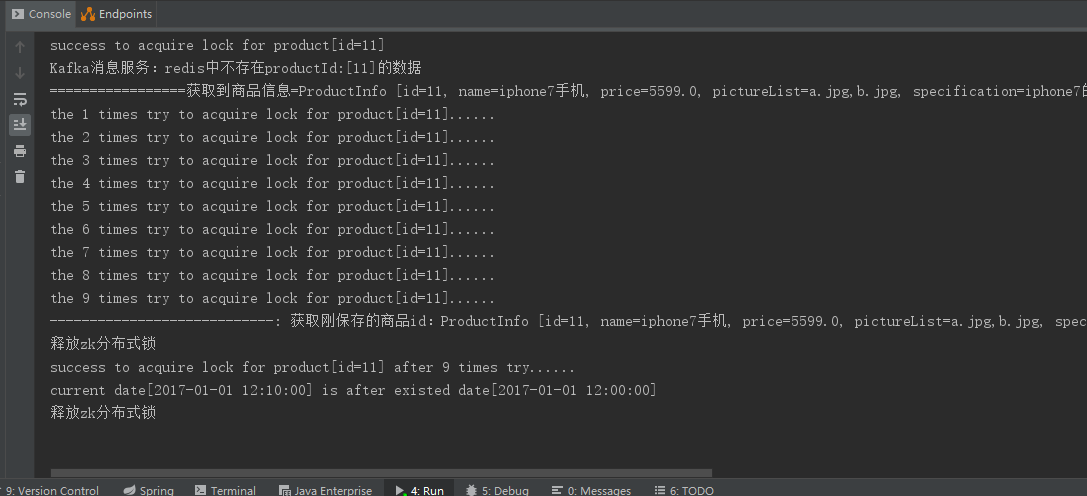 Console Endpoints
success to acquire lock for product[id=11]
Kafka消息服务：redis中不存在productId:[11]的数据
=================获取到商品信息=ProductInfo [id=11, name=iphone7手机, price=5599.0, pictureList=a.jpg,b.jpg, specification=iphone7的
the 1 times try to acquire lock for product[id=11]......
the 2 times try to acquire lock for product[id=11]......
the 3 times try to acquire lock for product[id=11]......
the 4 times try to acquire lock for product[id=11]......
the 5 times try to acquire lock for product[id=11]......
the 6 times try to acquire lock for product[id=11]......
the 7 times try to acquire lock for product[id=11]......
the 8 times try to acquire lock for product[id=11]......
the 9 times try to acquire lock for product[id=11]......
----------------------------: 获取刚保存的商品id：ProductInfo [id=11, name=iphone7手机, price=5599.0, pictureList=a.jpg,b.jpg, spec
释放zk分布式锁
success to acquire lock for product[id=11] after 9 times try......
current date[2017-01-01 12:10:00] is after existed date[2017-01-01 12:00:00]
释放zk分布式锁
9: Version Control Spring Terminal Java Enterprise 4: Run 5: Debug 0: Messages 6: TODO